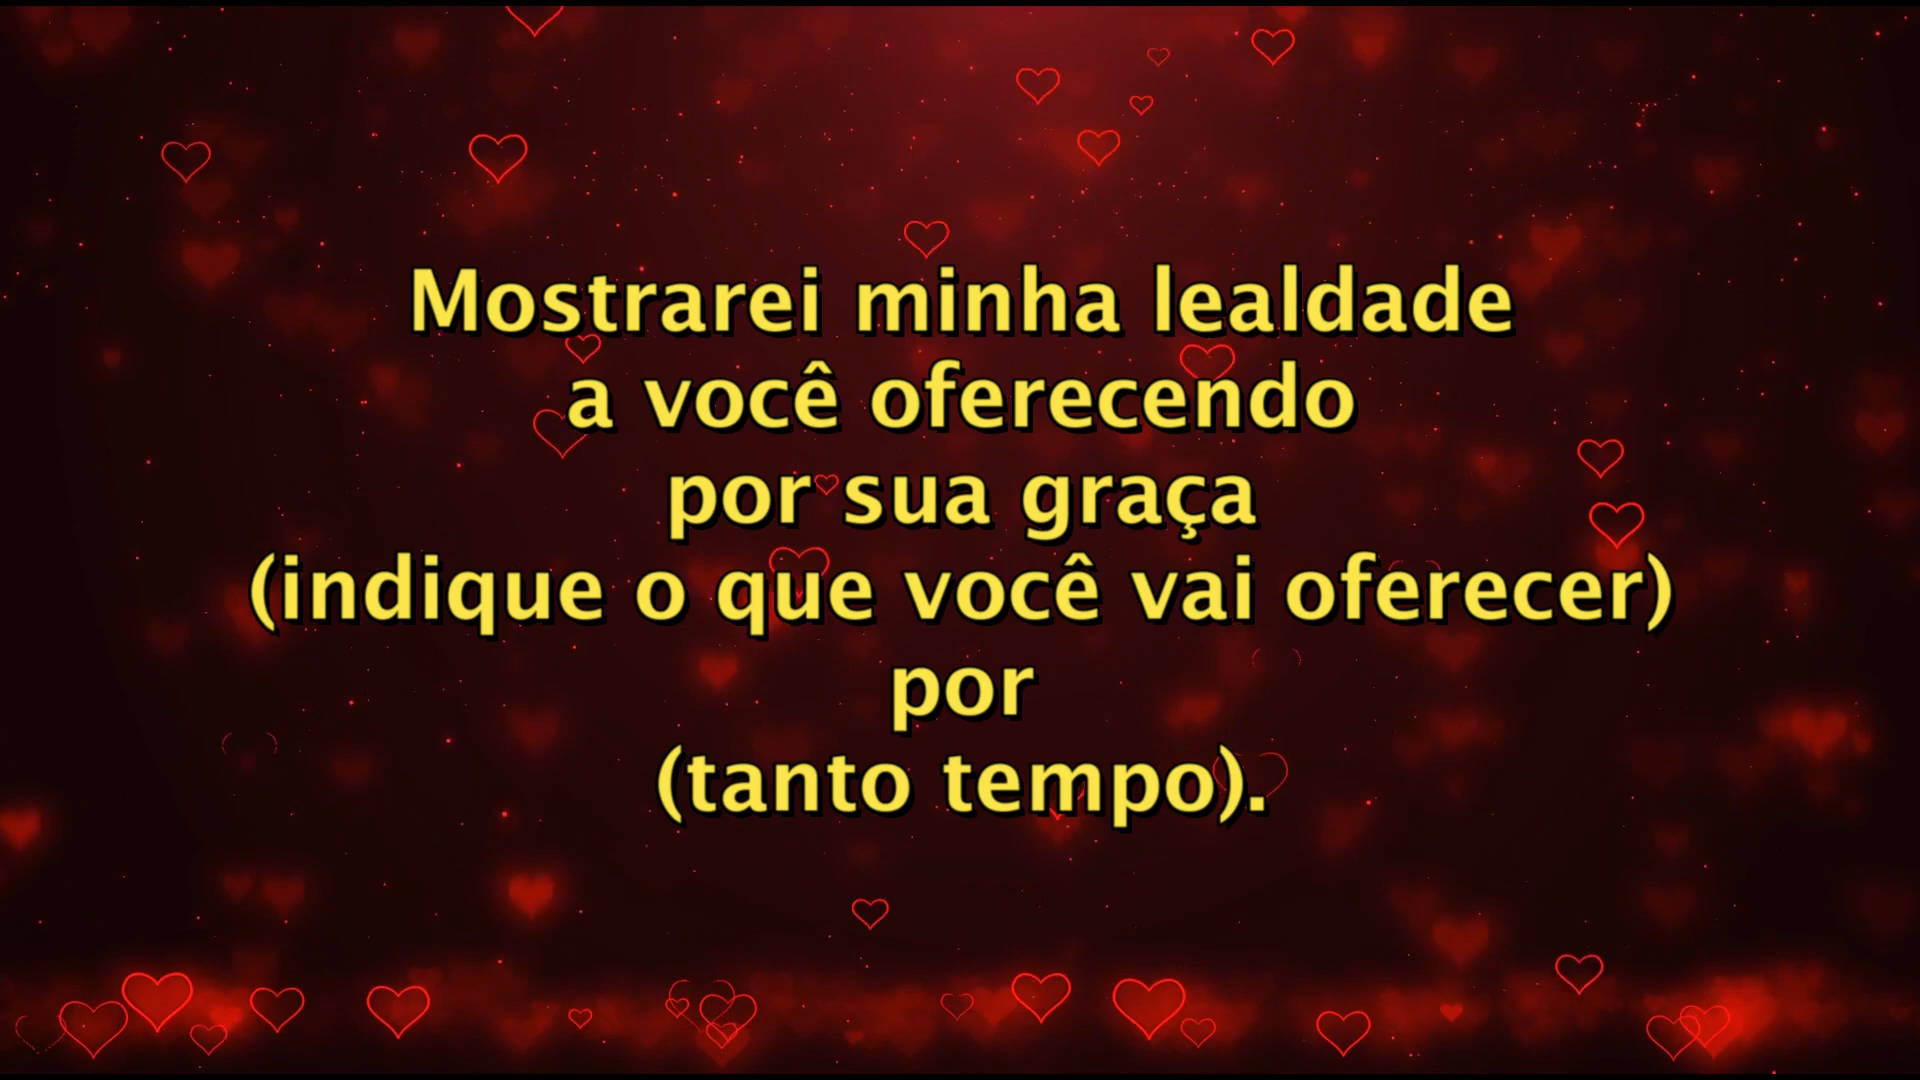 Mostrarei minha lealdade
a você oferecendo
por sua graça
(indique o que você vai oferecer)
por
(tanto tempo).